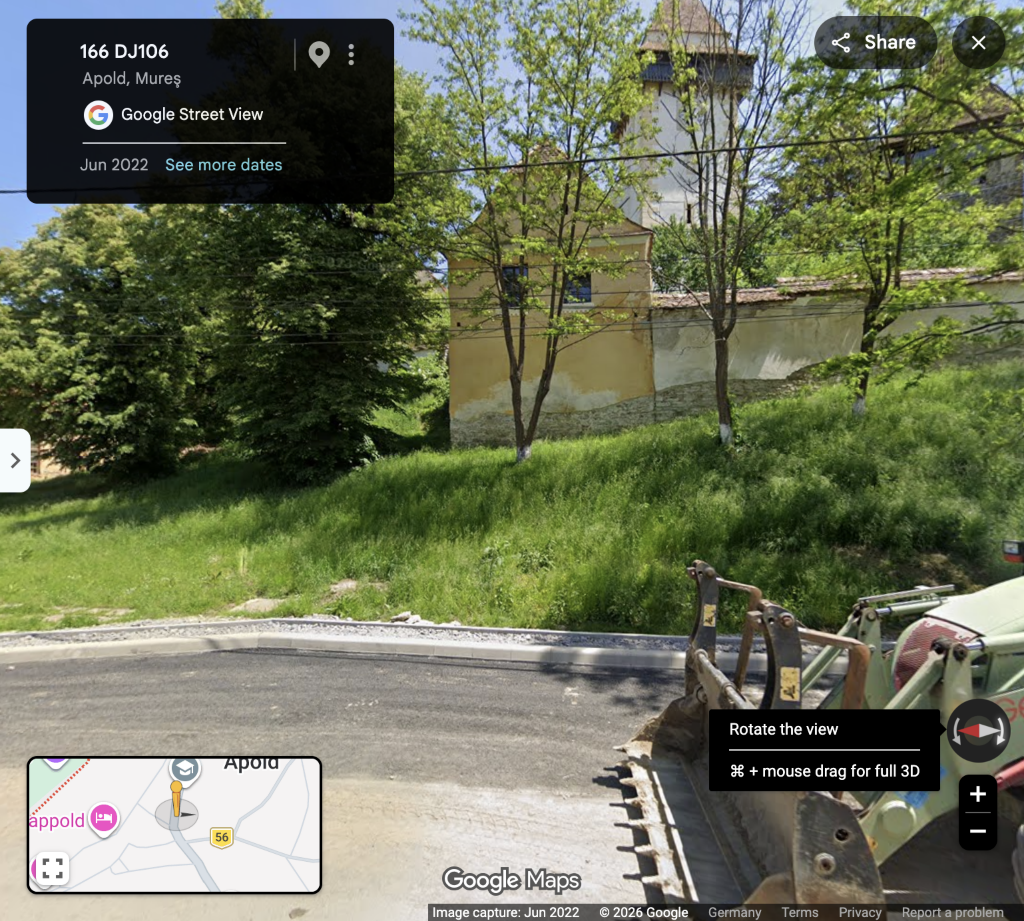 166 DJ106
Apold, Mureș
Google Street View
Jun 2022 See more dates
Share
Rotate the view
⌘ + mouse drag for full 3D
Apold
appold
56
Google Maps
Image capture: Jun 2022 © 2026 Google Germany Terms Privacy Report a problem